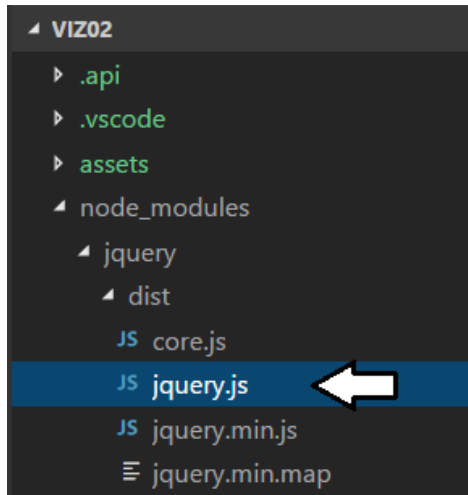 VIZ02
.api
.vscode
assets
node_modules
jquery
dist
JS core.js
JS jquery.js
JS jquery.min.js
jquery.min.map